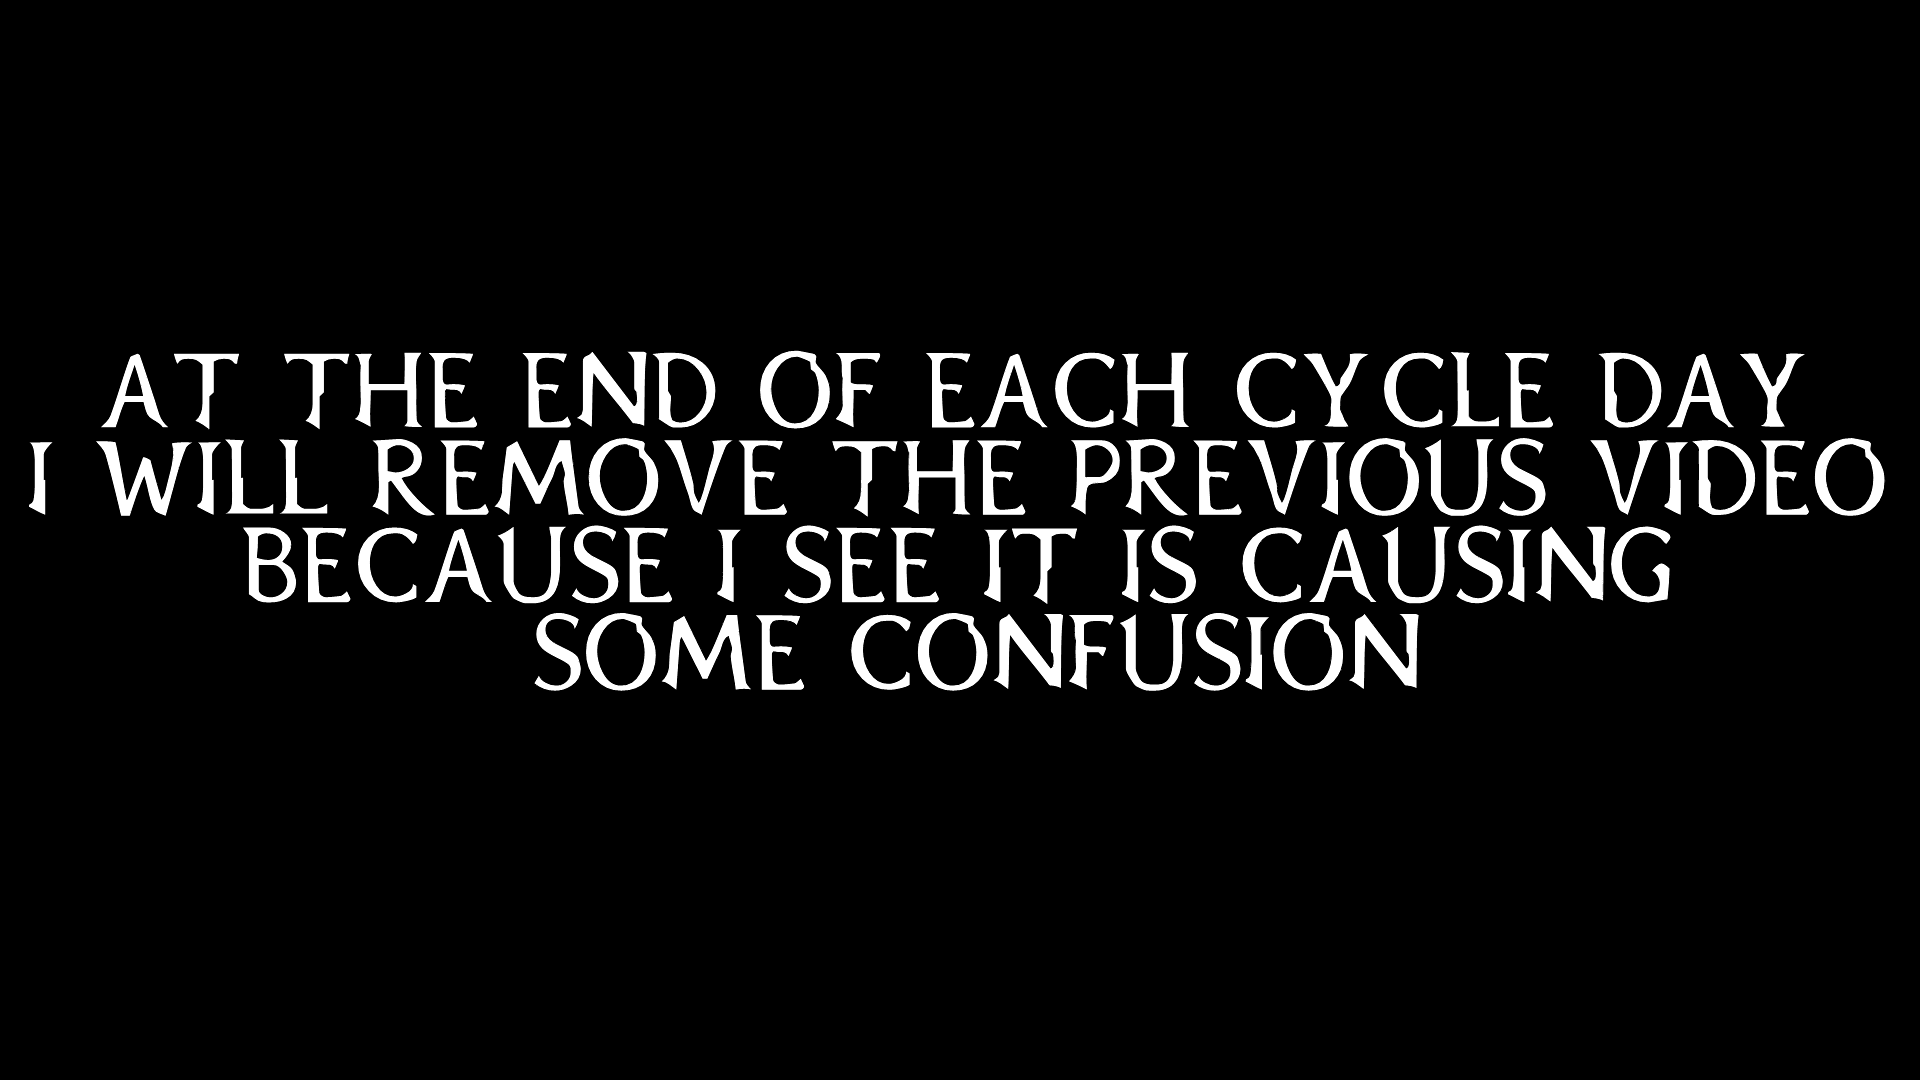 AT THE END OF EACH CYCLE DAY
I WILL REMOVE THE PREVIOUS VIDEO
BECAUSE I SEE IT IS CAUSING
SOME CONFUSION